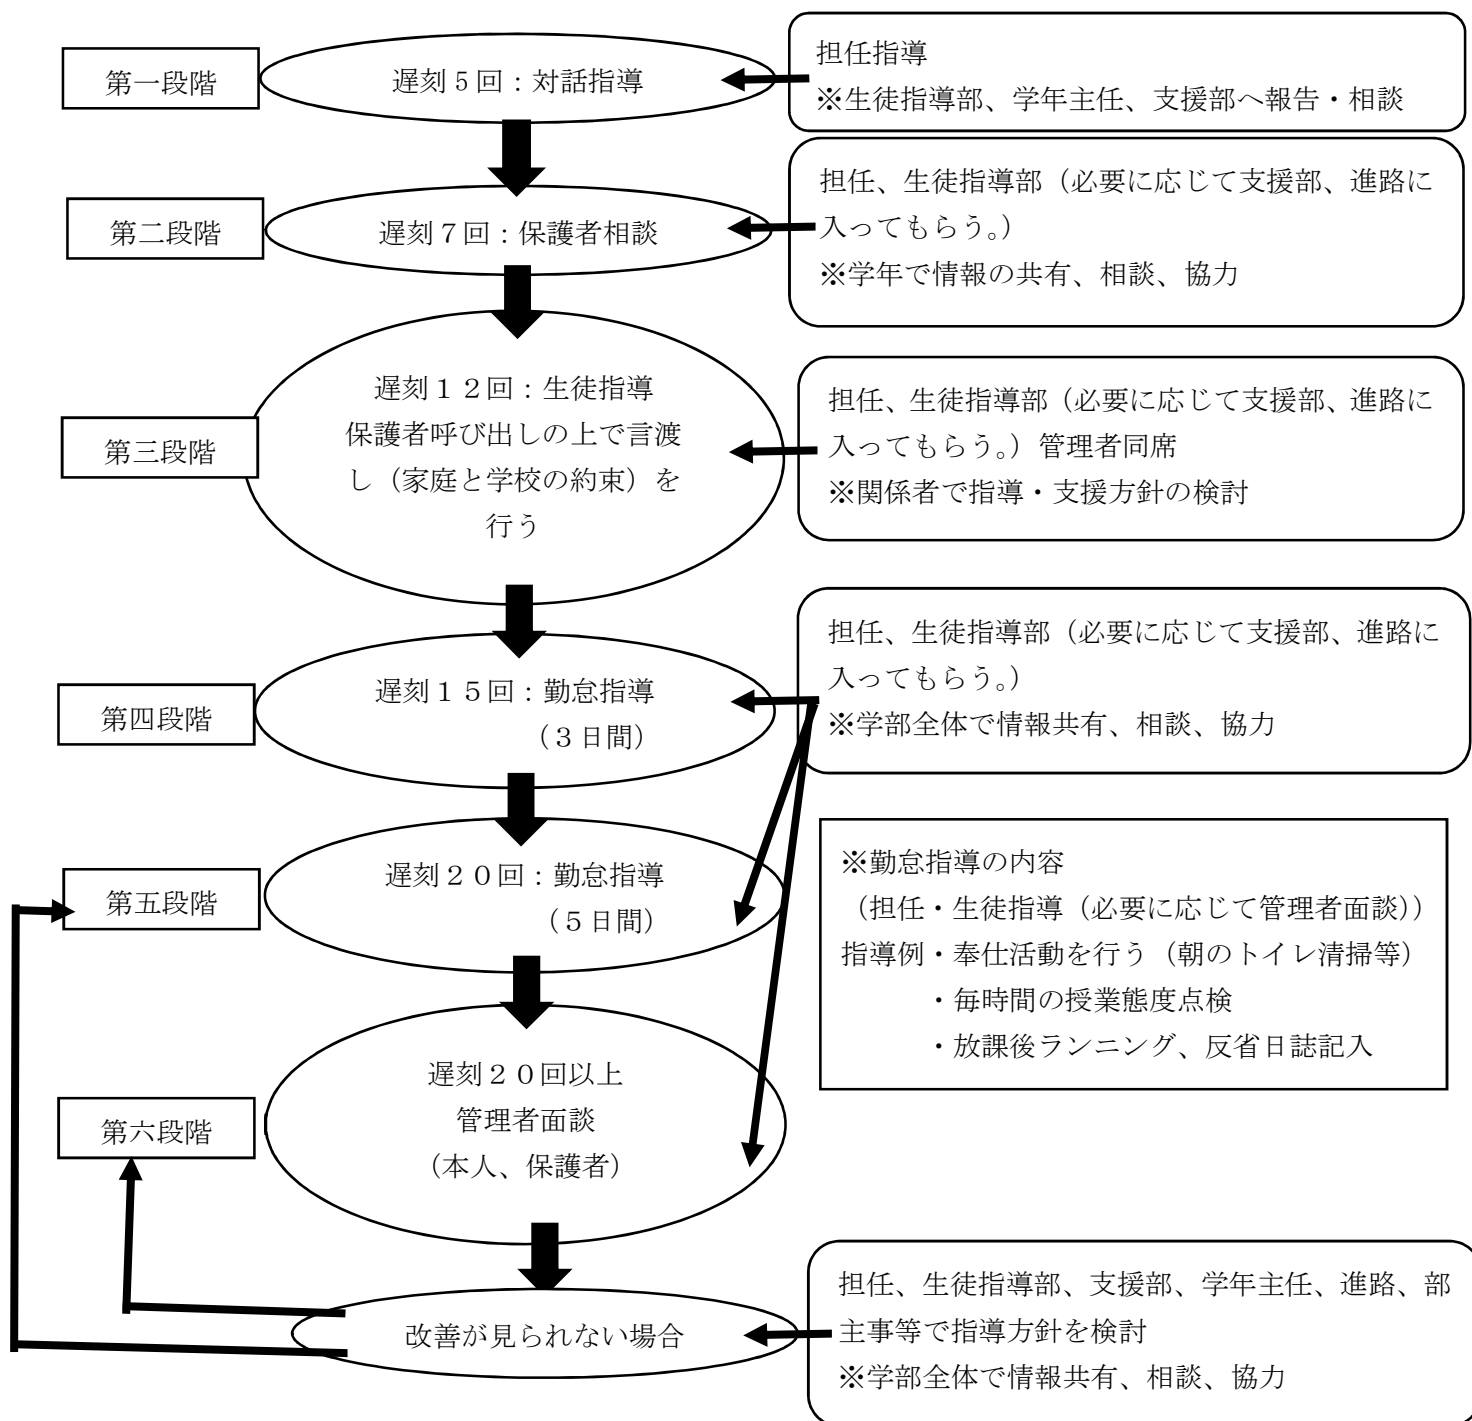 第一段階
遅刻5回：対話指導
担任指導
※生徒指導部、学年主任、支援部へ報告・相談
第二段階
遅刻７回：保護者相談
担任、生徒指導部（必要に応じて支援部、進路に
入ってもらう。）
※学年で情報の共有、相談、協力
第三段階
遅刻１２回：生徒指導
保護者呼び出しの上で言渡
し（家庭と学校の約束）を
行う
担任、生徒指導部（必要に応じて支援部、進路に
入ってもらう。）管理者同席
※関係者で指導・支援方針の検討
第四段階
遅刻１５回：勤怠指導
（３日間）
担任、生徒指導部（必要に応じて支援部、進路に
入ってもらう。）
※学部全体で情報共有、相談、協力
第五段階
遅刻２０回：勤怠指導
（５日間）
※勤怠指導の内容
（担任・生徒指導（必要に応じて管理者面談））
指導例・奉仕活動を行う（朝のトイレ清掃等）
・毎時間の授業態度点検
・放課後ランニング、反省日誌記入
第六段階
遅刻２０回以上
管理者面談
（本人、保護者）
改善が見られない場合
担任、生徒指導部、支援部、学年主任、進路、部
主事等で指導方針を検討
※学部全体で情報共有、相談、協力